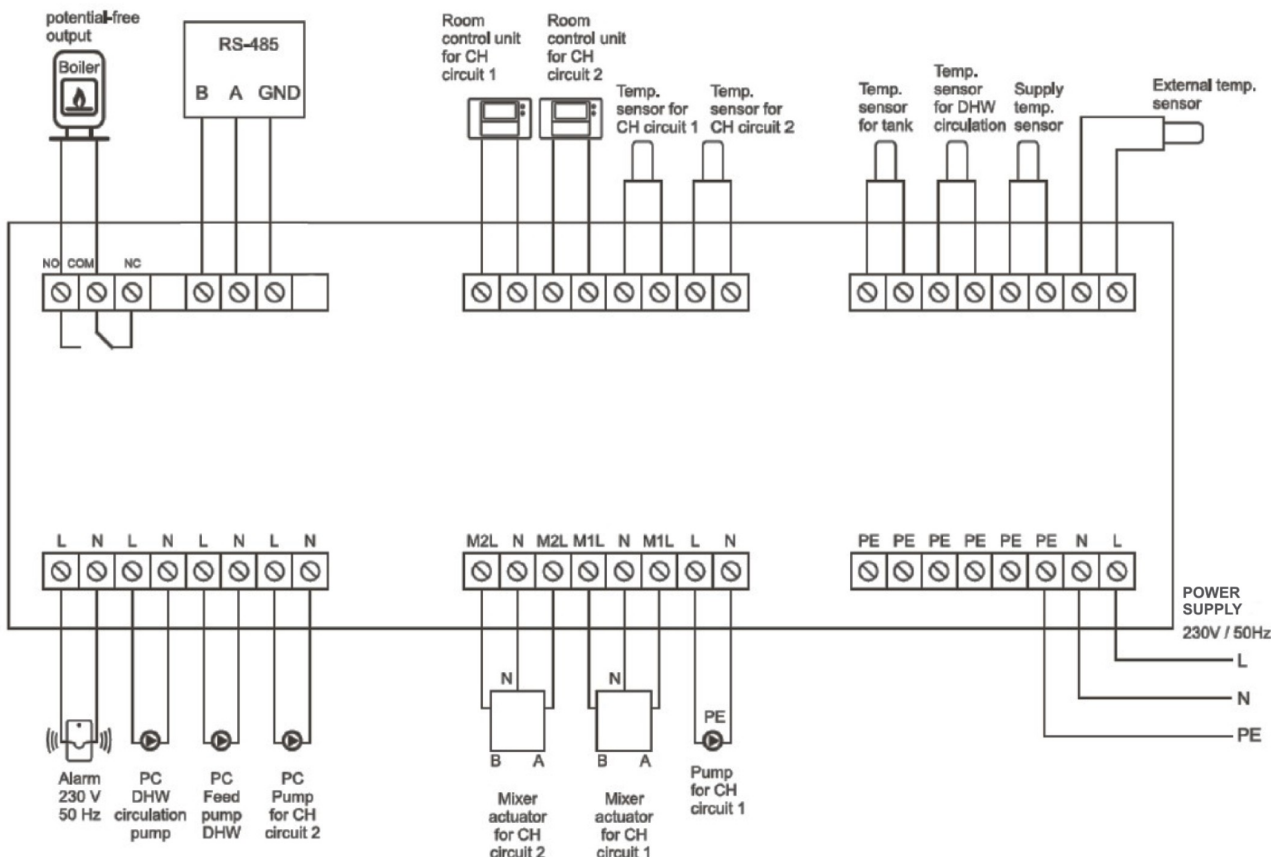 potential-free
output
Boiler
RS-485
B A GND
Room
control unit
for CH
circuit 1
Room
control unit
for CH
circuit 2
Temp.
sensor for
CH circuit 1
Temp.
sensor for
CH circuit 2
Temp.
sensor
for tank
Temp.
sensor
for DHW
circulation
Supply
temp.
sensor
External temp.
sensor
NO COM NC
L N L N L N L N
M2L N M2L M1L N M1L L N
PE PE PE PE PE PE N L
POWER
SUPPLY
230V / 50Hz
L
N
PE
Alarm
230 V
50 Hz
PC
DHW
circulation
pump
PC
Feed
pump
DHW
PC
Pump
for CH
circuit 2
N
B A
Mixer
actuator
for CH
circuit 2
N
B A
Mixer
actuator
for CH
circuit 1
PE
Pump
for CH
circuit 1